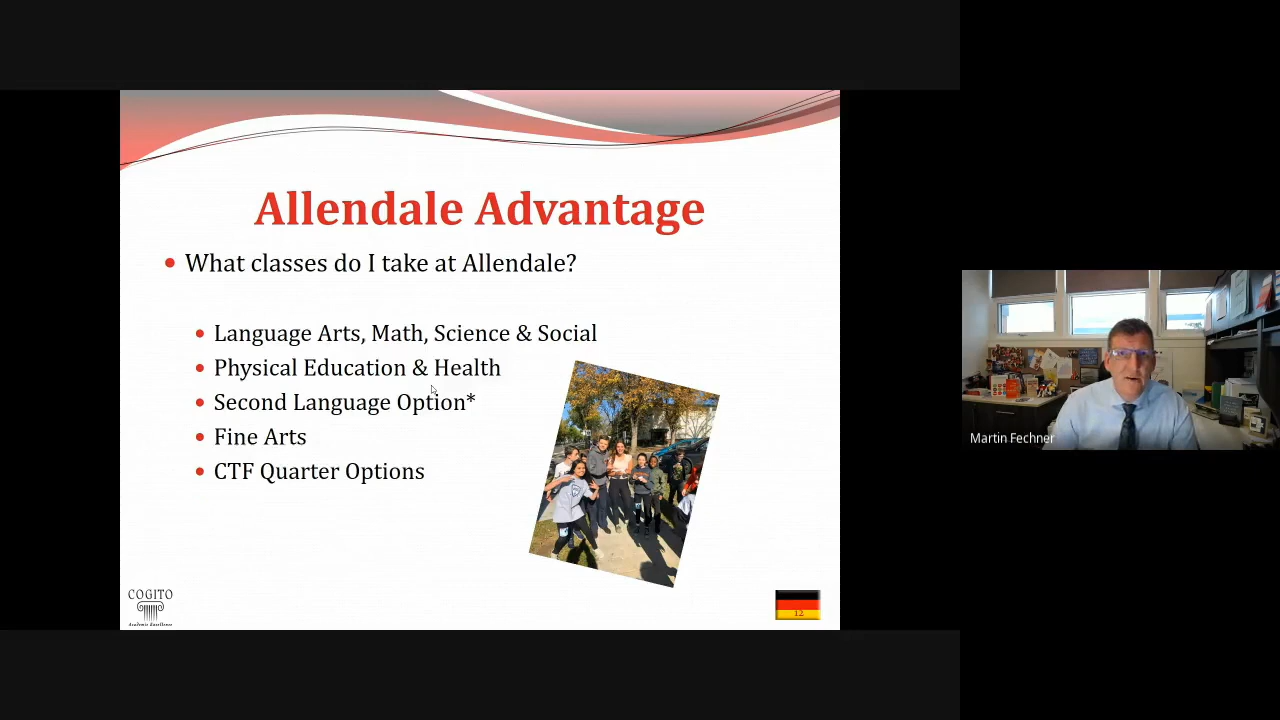 Allendale Advantage
What classes do I take at Allendale?
Language Arts, Math, Science & Social
Physical Education & Health
Second Language Option*
Fine Arts
CTF Quarter Options
COGITO
Academic Excellence
12
Martin Fechner